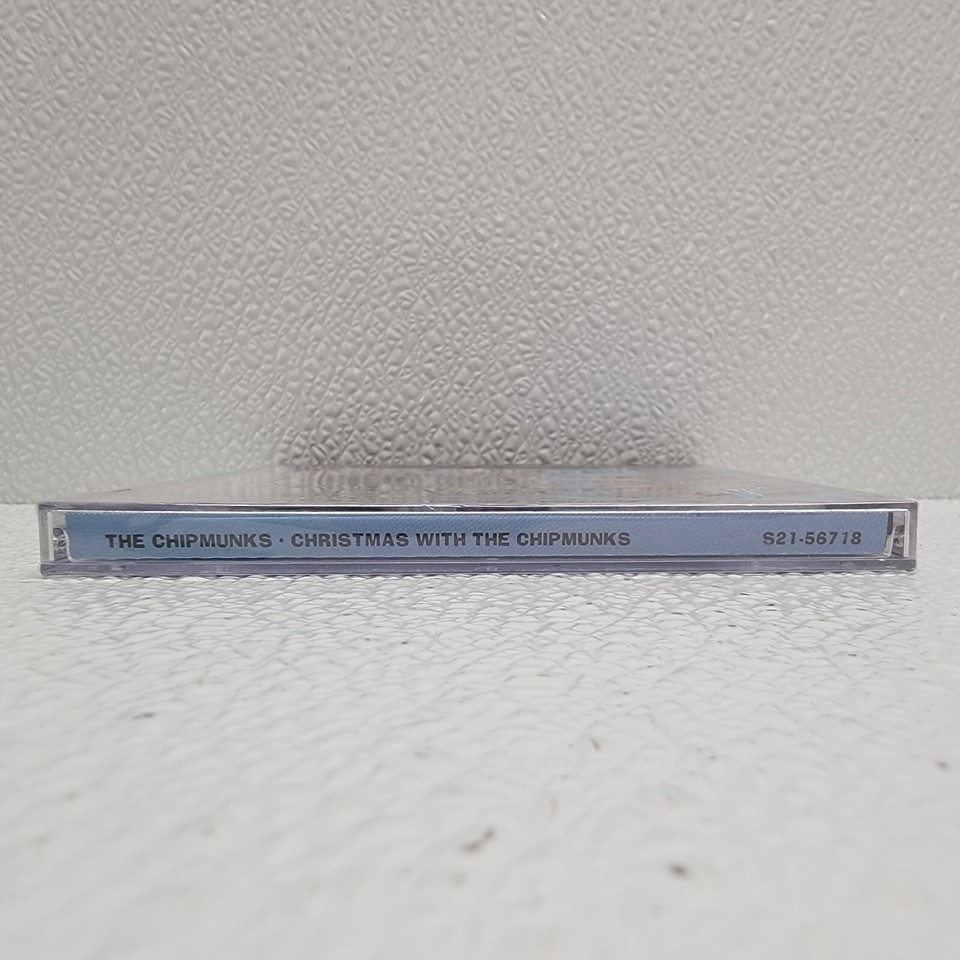 THE CHIPMUNKS · CHRISTMAS WITH THE CHIPMUNKS S21-56718